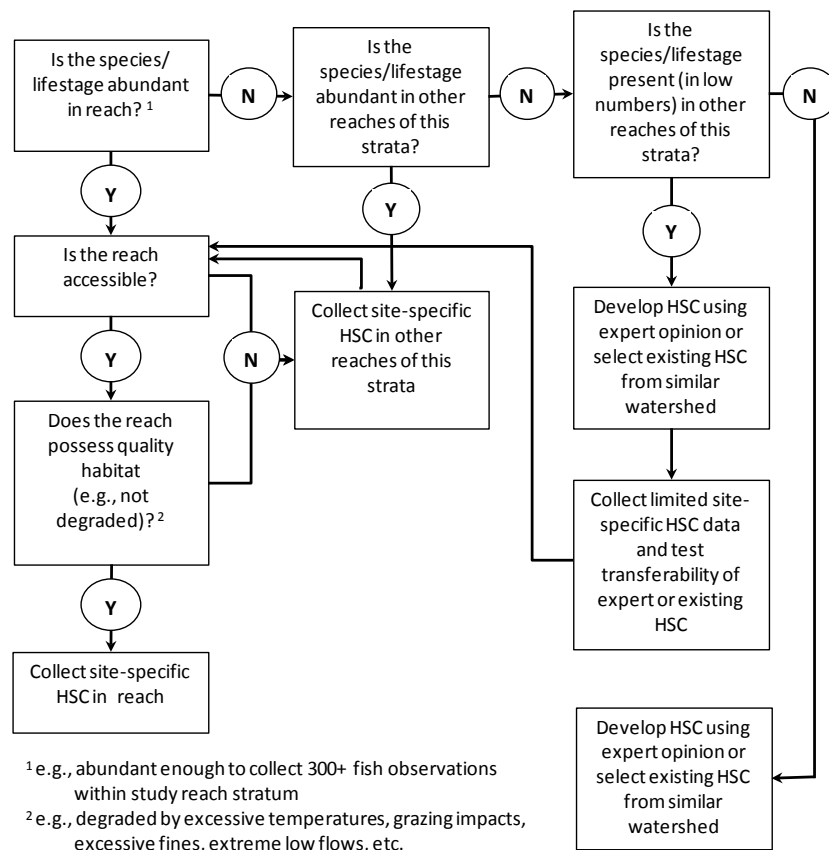 Is the species/
lifestage abundant
in reach? ¹
N
Is the
species/lifestage
abundant in other
reaches of this
strata?
N
Is the
species/lifestage
present (in low
numbers) in other
reaches of this
strata?
N
Y
Y
Y
Is the reach
accessible?
N
Collect site-specific
HSC in other
reaches of this
strata
Develop HSC using
expert opinion or
select existing HSC
from similar
watershed
Y
Does the reach
possess quality
habitat
(e.g., not
degraded)? ²
Collect limited site-
specific HSC data
and test
transferability of
expert or existing
HSC
Y
Collect site-specific
HSC in reach
Develop HSC using
expert opinion or
select existing HSC
from similar
watershed
¹ e.g., abundant enough to collect 300+ fish observations
within study reach stratum
² e.g., degraded by excessive temperatures, grazing impacts,
excessive fines, extreme low flows, etc.